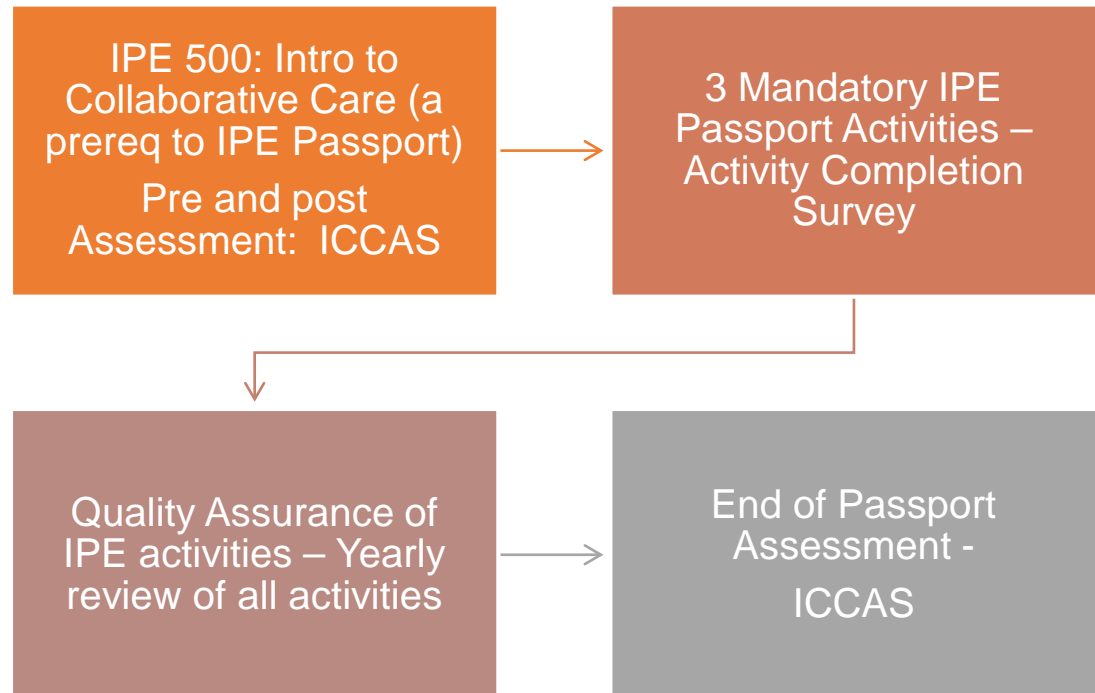 IPE 500: Intro to
Collaborative Care (a
prereq to IPE Passport)
Pre and post
Assessment:  ICCAS
3 Mandatory IPE
Passport Activities –
Activity Completion
Survey
Quality Assurance of
IPE activities – Yearly
review of all activities
End of Passport
Assessment -
ICCAS